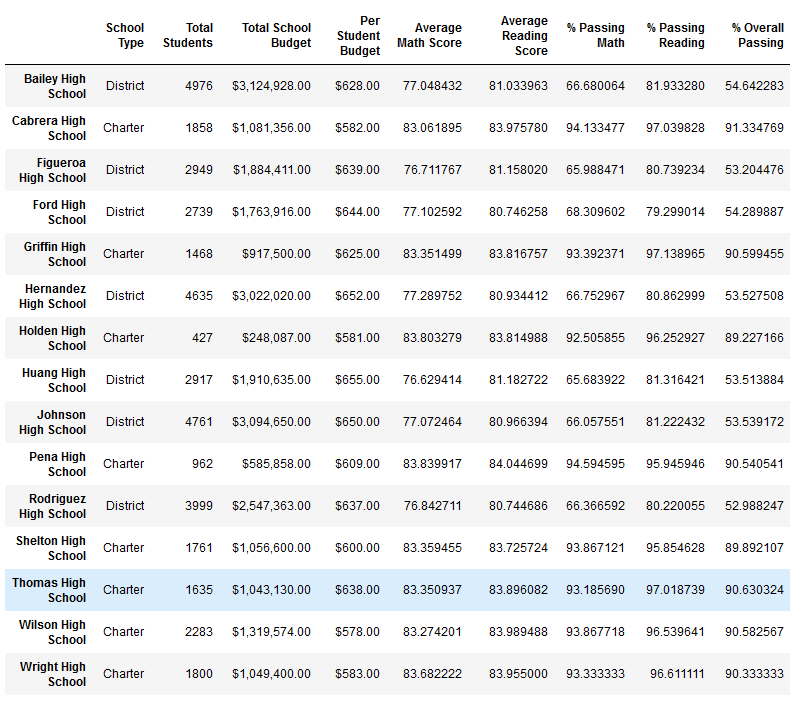 School Type Total Students Total School Budget Per Student Budget Average Math Score Average Reading Score % Passing Math % Passing Reading % Overall Passing
Bailey High School District 4976 $3,124,928.00 $628.00 77.048432 81.033963 66.680064 81.933280 54.642283
Cabrera High School Charter 1858 $1,081,356.00 $582.00 83.061895 83.975780 94.133477 97.039828 91.334769
Figueroa High School District 2949 $1,884,411.00 $639.00 76.711767 81.158020 65.988471 80.739234 53.204476
Ford High School District 2739 $1,763,916.00 $644.00 77.102592 80.746258 68.309602 79.299014 54.289887
Griffin High School Charter 1468 $917,500.00 $625.00 83.351499 83.816757 93.392371 97.138965 90.599455
Hernandez High School District 4635 $3,022,020.00 $652.00 77.289752 80.934412 66.752967 80.862999 53.527508
Holden High School Charter 427 $248,087.00 $581.00 83.803279 83.814988 92.505855 96.252927 89.227166
Huang High School District 2917 $1,910,635.00 $655.00 76.629414 81.182722 65.683922 81.316421 53.513884
Johnson High School District 4761 $3,094,650.00 $650.00 77.072464 80.966394 66.057551 81.222432 53.539172
Pena High School Charter 962 $585,858.00 $609.00 83.839917 84.044699 94.594595 95.945946 90.540541
Rodriguez High School District 3999 $2,547,363.00 $637.00 76.842711 80.744686 66.366592 80.220055 52.988247
Shelton High School Charter 1761 $1,056,600.00 $600.00 83.359455 83.725724 93.867121 95.854628 89.892107
Thomas High School Charter 1635 $1,043,130.00 $638.00 83.350937 83.896082 93.185690 97.018739 90.630324
Wilson High School Charter 2283 $1,319,574.00 $578.00 83.274201 83.989488 93.867718 96.539641 90.582567
Wright High School Charter 1800 $1,049,400.00 $583.00 83.682222 83.955000 93.333333 96.611111 90.333333